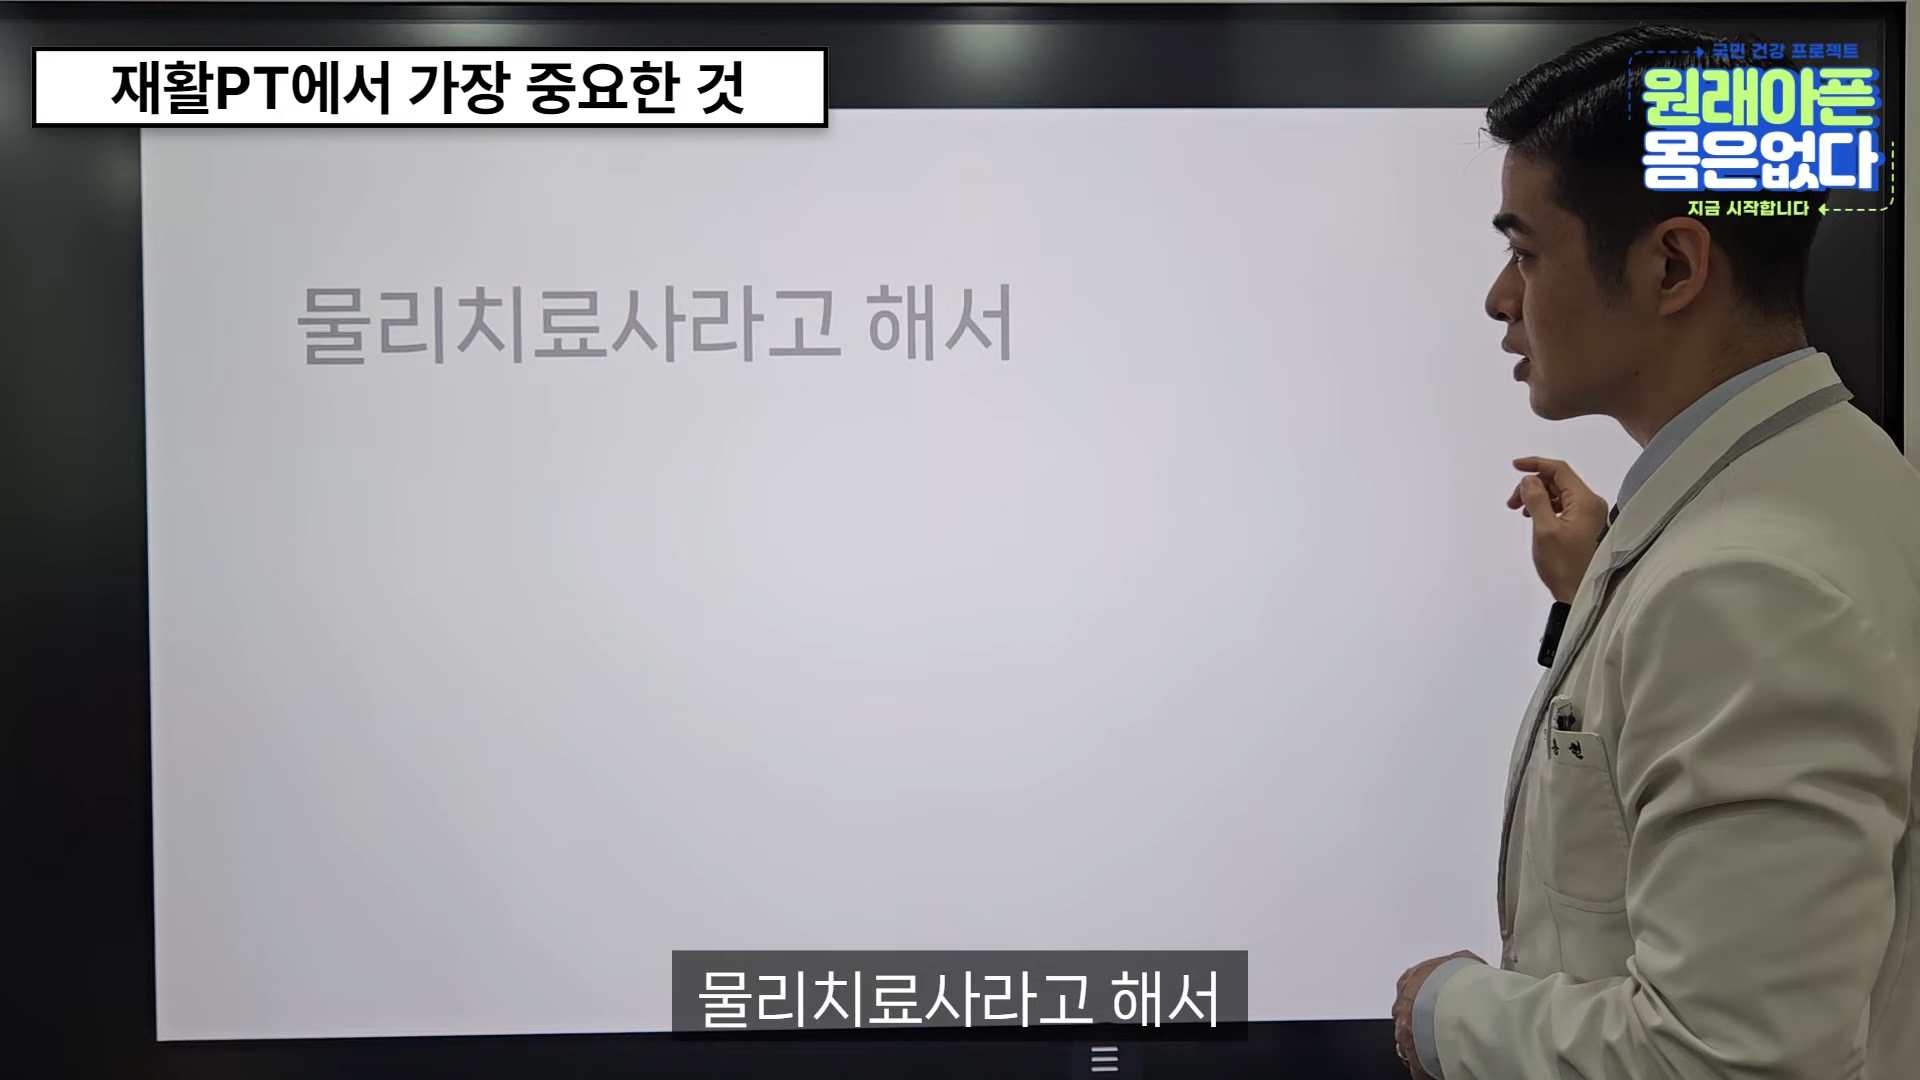 재활PT에서 가장 중요한 것
국민 건강 프로젝트
원래아픈
몸은없다
지금 시작합니다
물리치료사라고 해서
물리치료사라고 해서